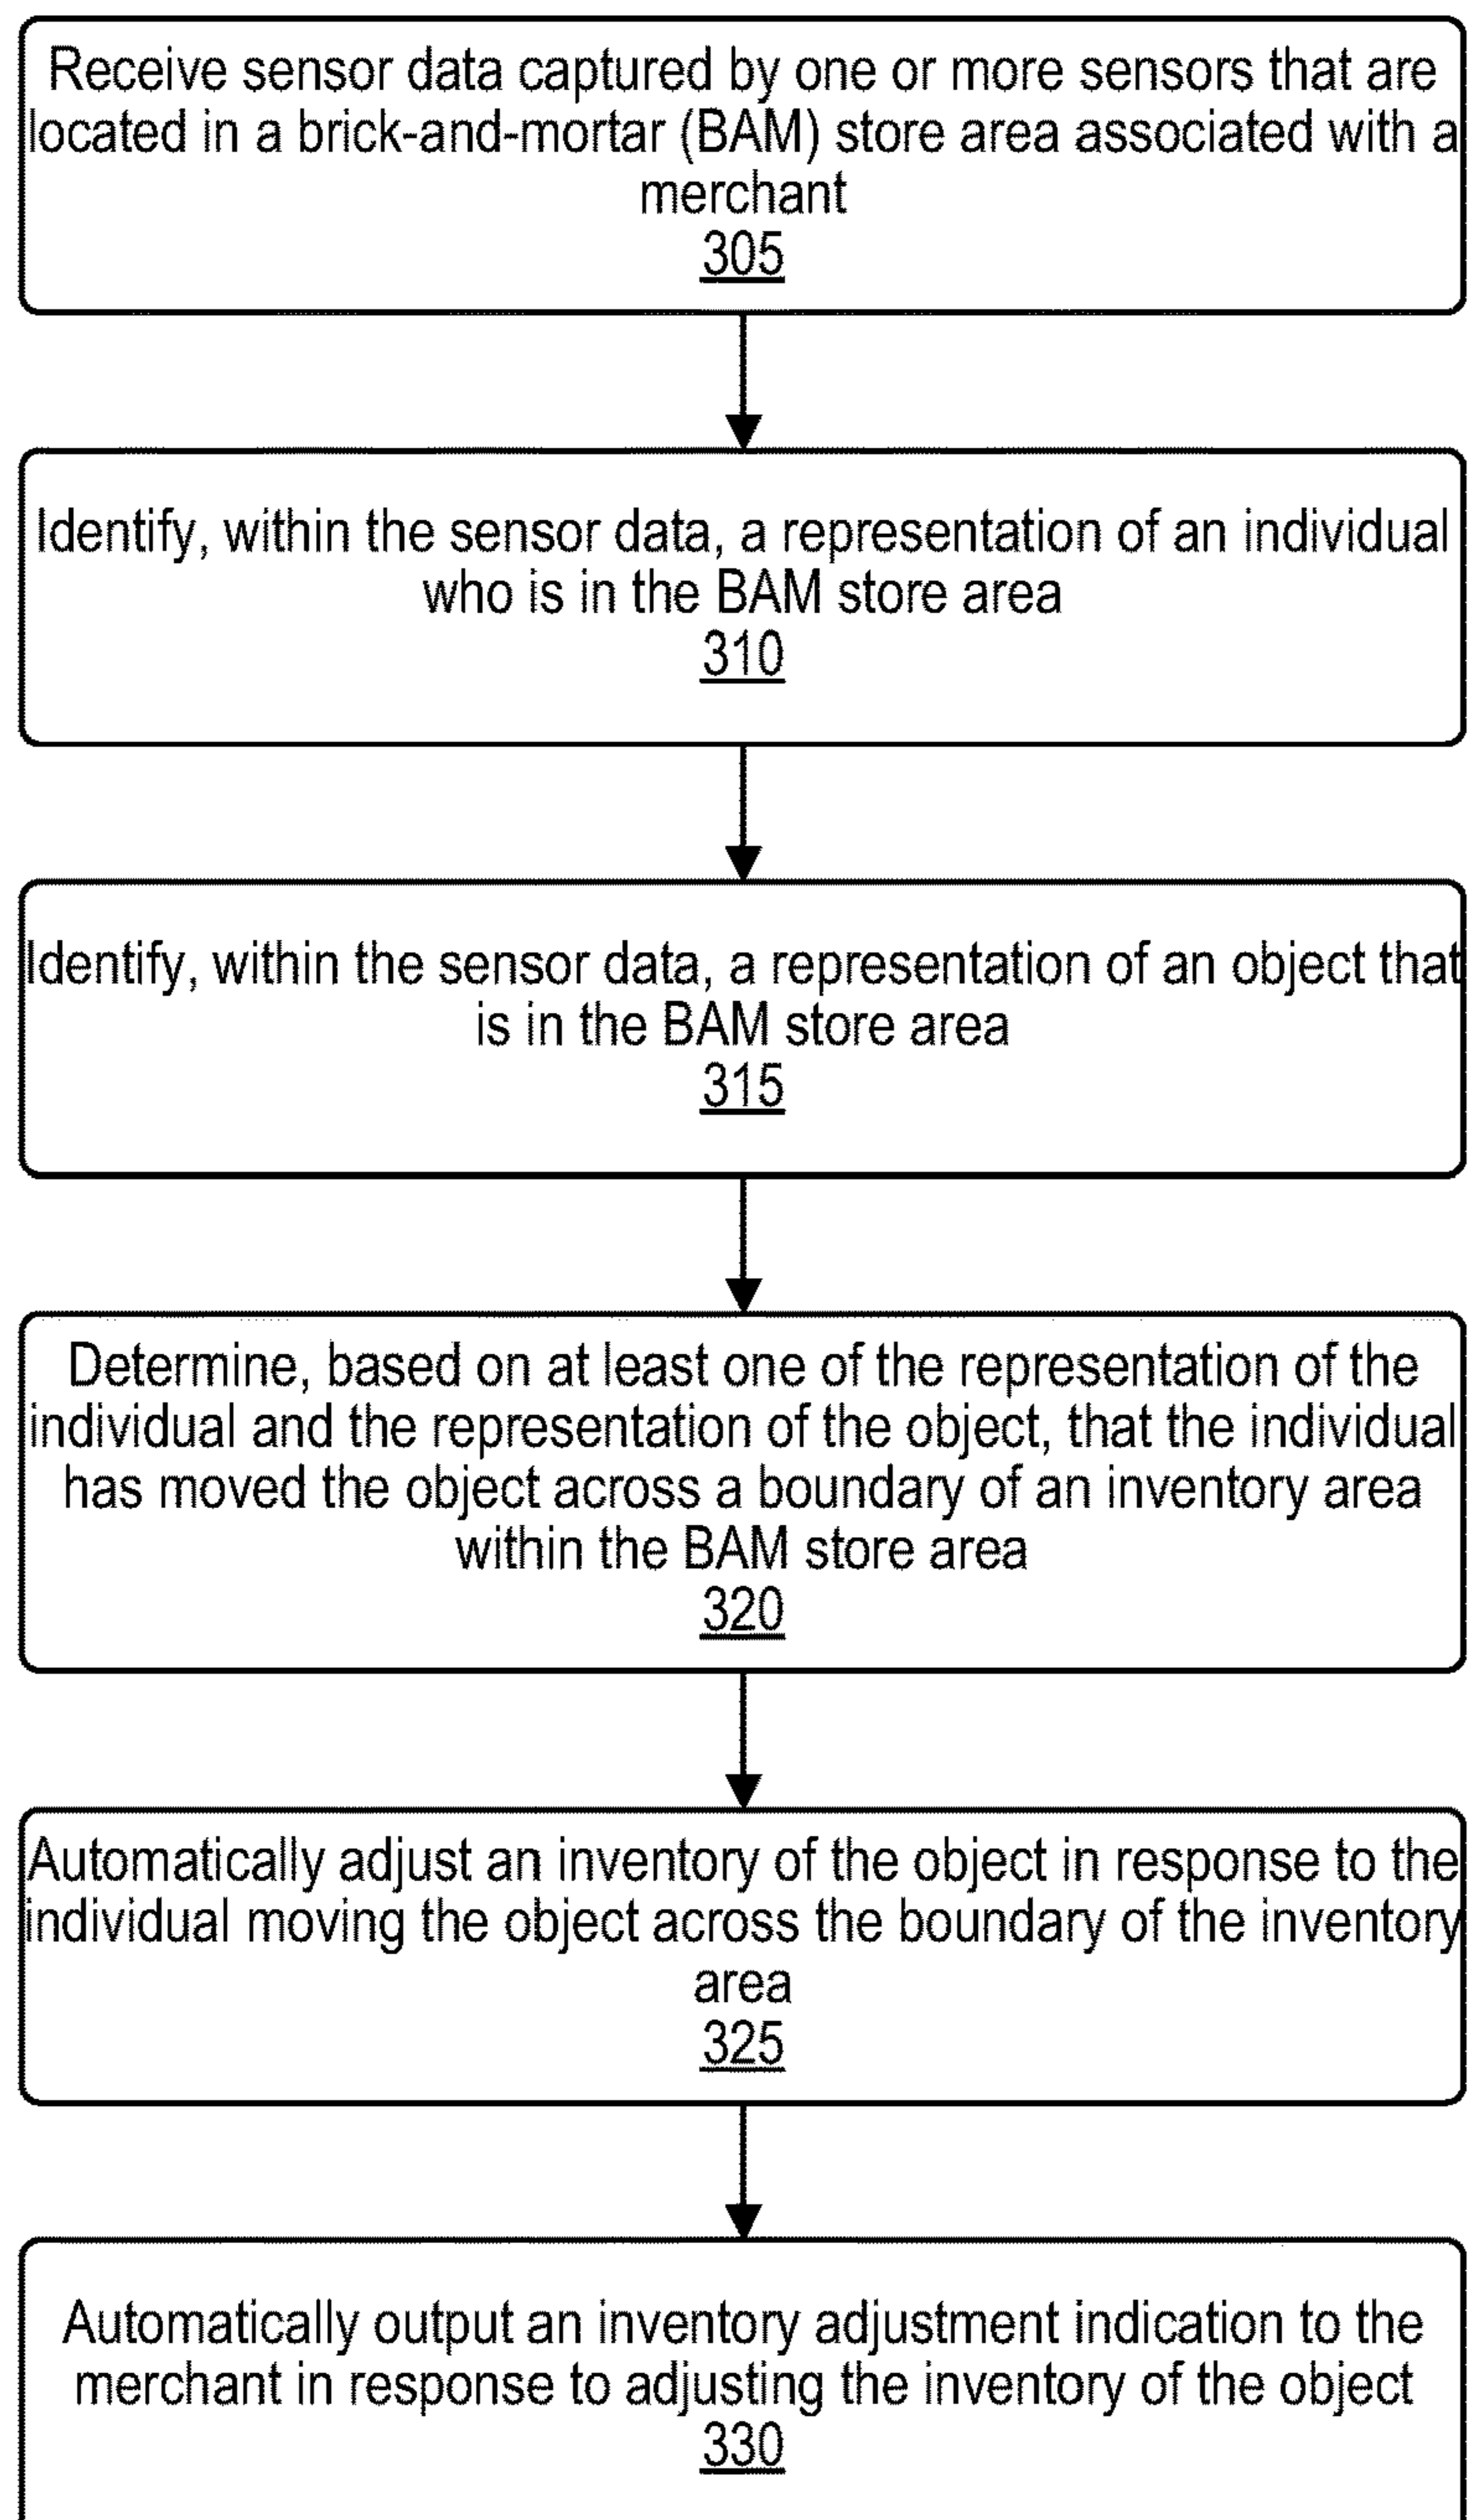 Receive sensor data captured by one or more sensors that are
located in a brick-and-mortar (BAM) store area associated with a
merchant
305
Identify, within the sensor data, a representation of an individual
who is in the BAM store area
310
Identify, within the sensor data, a representation of an object that
is in the BAM store area
315
Determine, based on at least one of the representation of the
individual and the representation of the object, that the individual
has moved the object across a boundary of an inventory area
within the BAM store area
320
Automatically adjust an inventory of the object in response to the
individual moving the object across the boundary of the inventory
area
325
Automatically output an inventory adjustment indication to the
merchant in response to adjusting the inventory of the object
330